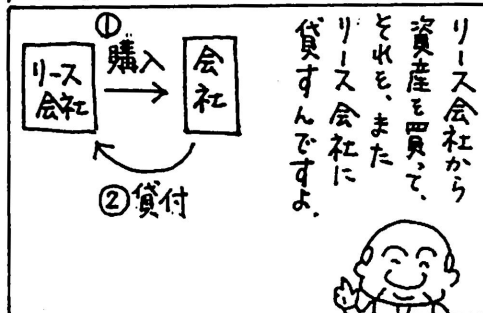 リース会社から
資産を買って、
それを、また
リース会社に
貸すんですよ。
①
購入
リース
会社
会
社
②貸付